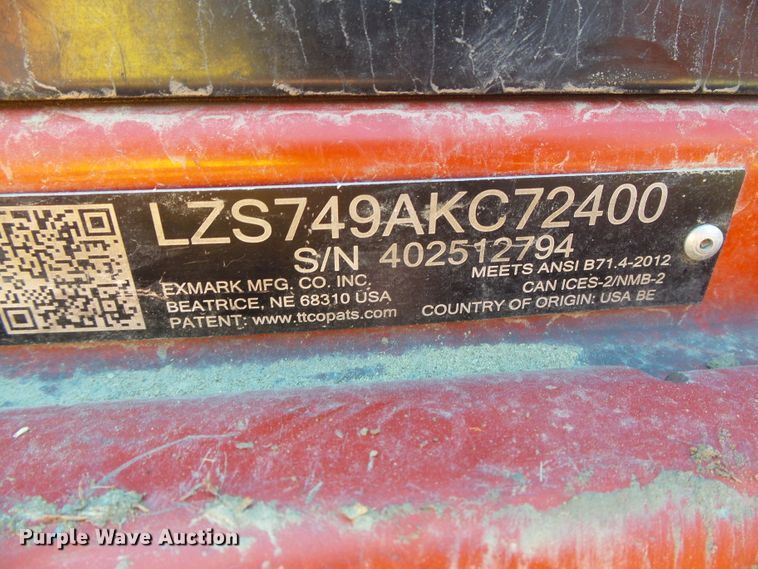 LZS749AKC72400
S/N 402512794
EXMARK MFG. CO. INC.
BEATRICE, NE 68310 USA
PATENT: www.ttcopats.com
MEETS ANSI B71.4-2012
CAN ICES-2/NMB-2
COUNTRY OF ORIGIN: USA BE
Purple Wave Auction